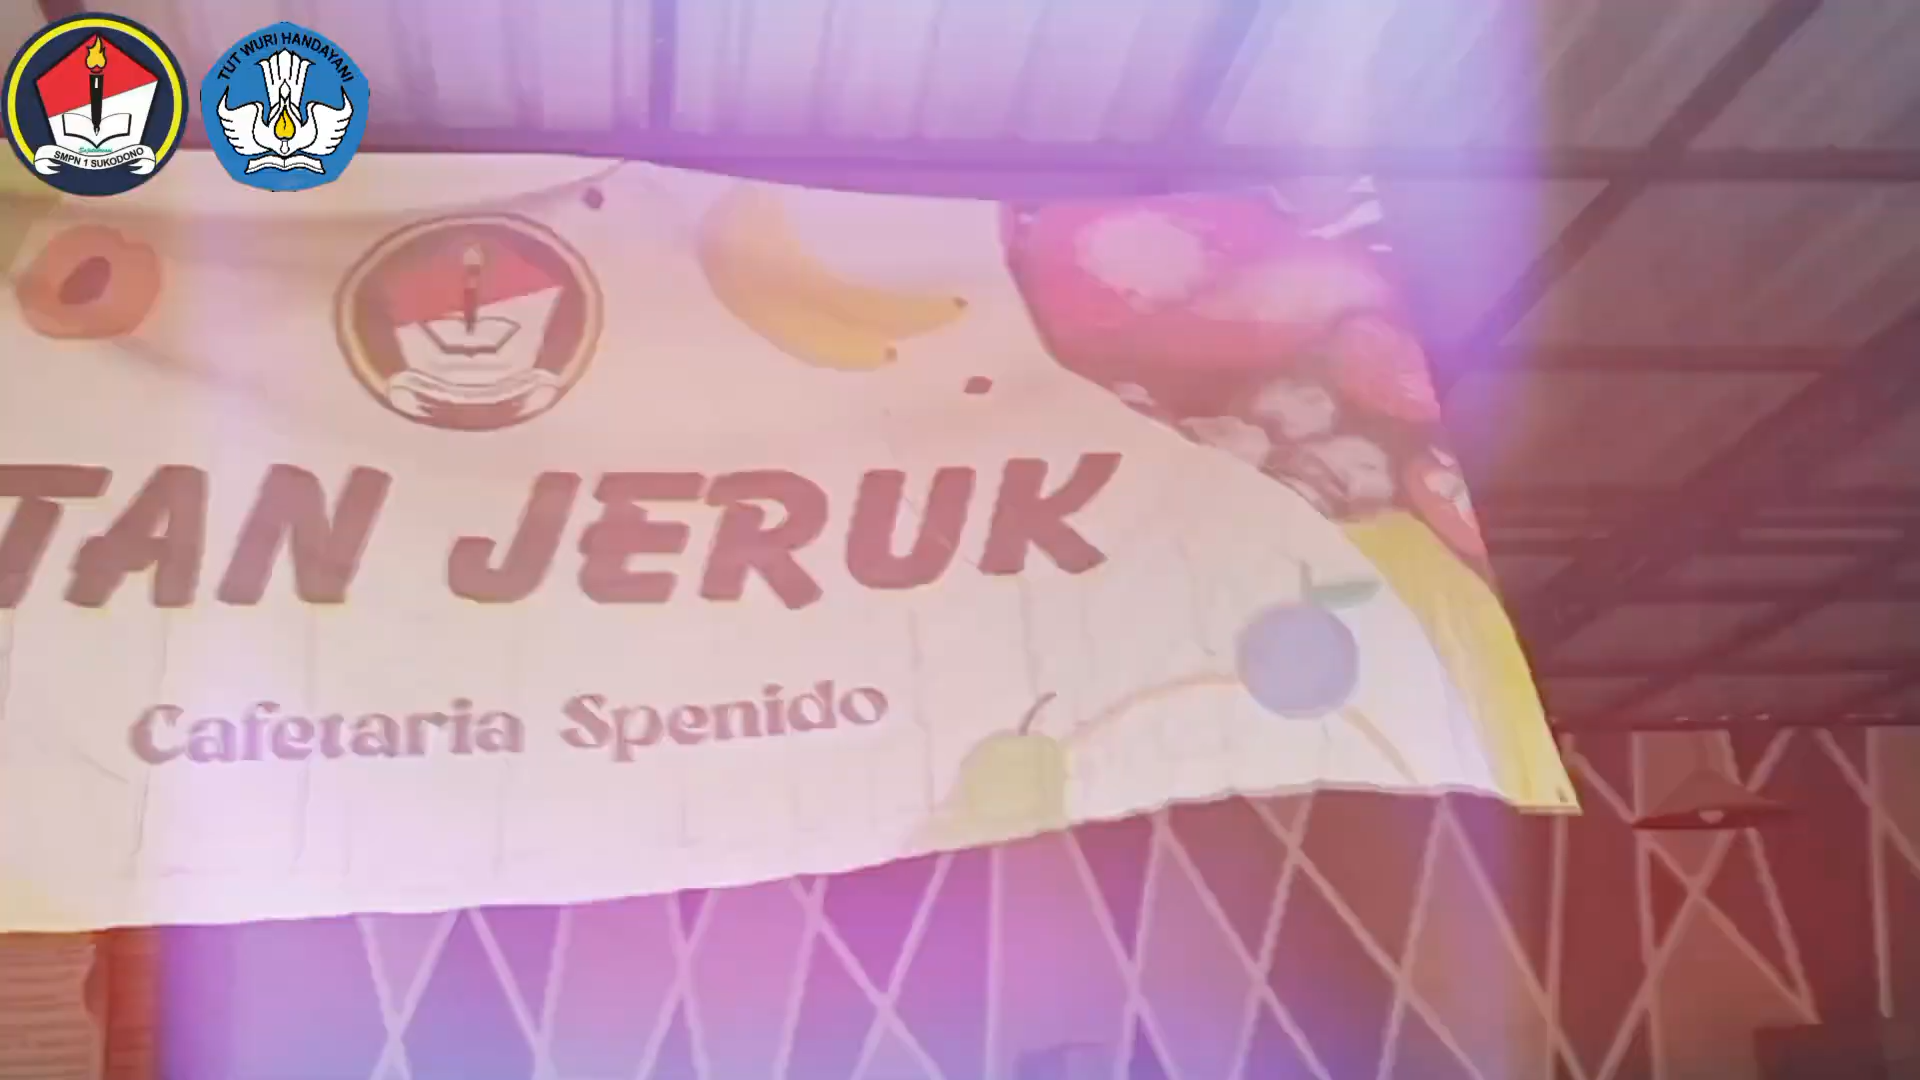 TUT WURI HANDAYANI
SMPN 1 SUKODONO
TAN JERUK
Cafetaria Spenido